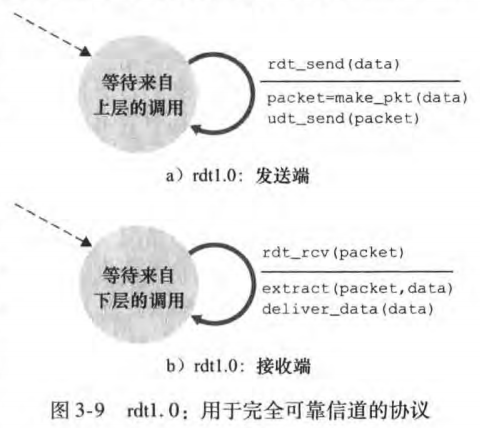 等待来自
上层的调用
rdt_send(data)
packet=make_pkt(data)
udt_send(packet)
a）rdt1.0：发送端
等待来自
下层的调用
rdt_rcv(packet)
extract(packet,data)
deliver_data(data)
b）rdt1.0：接收端
图 3-9 rdt1.0：用于完全可靠信道的协议